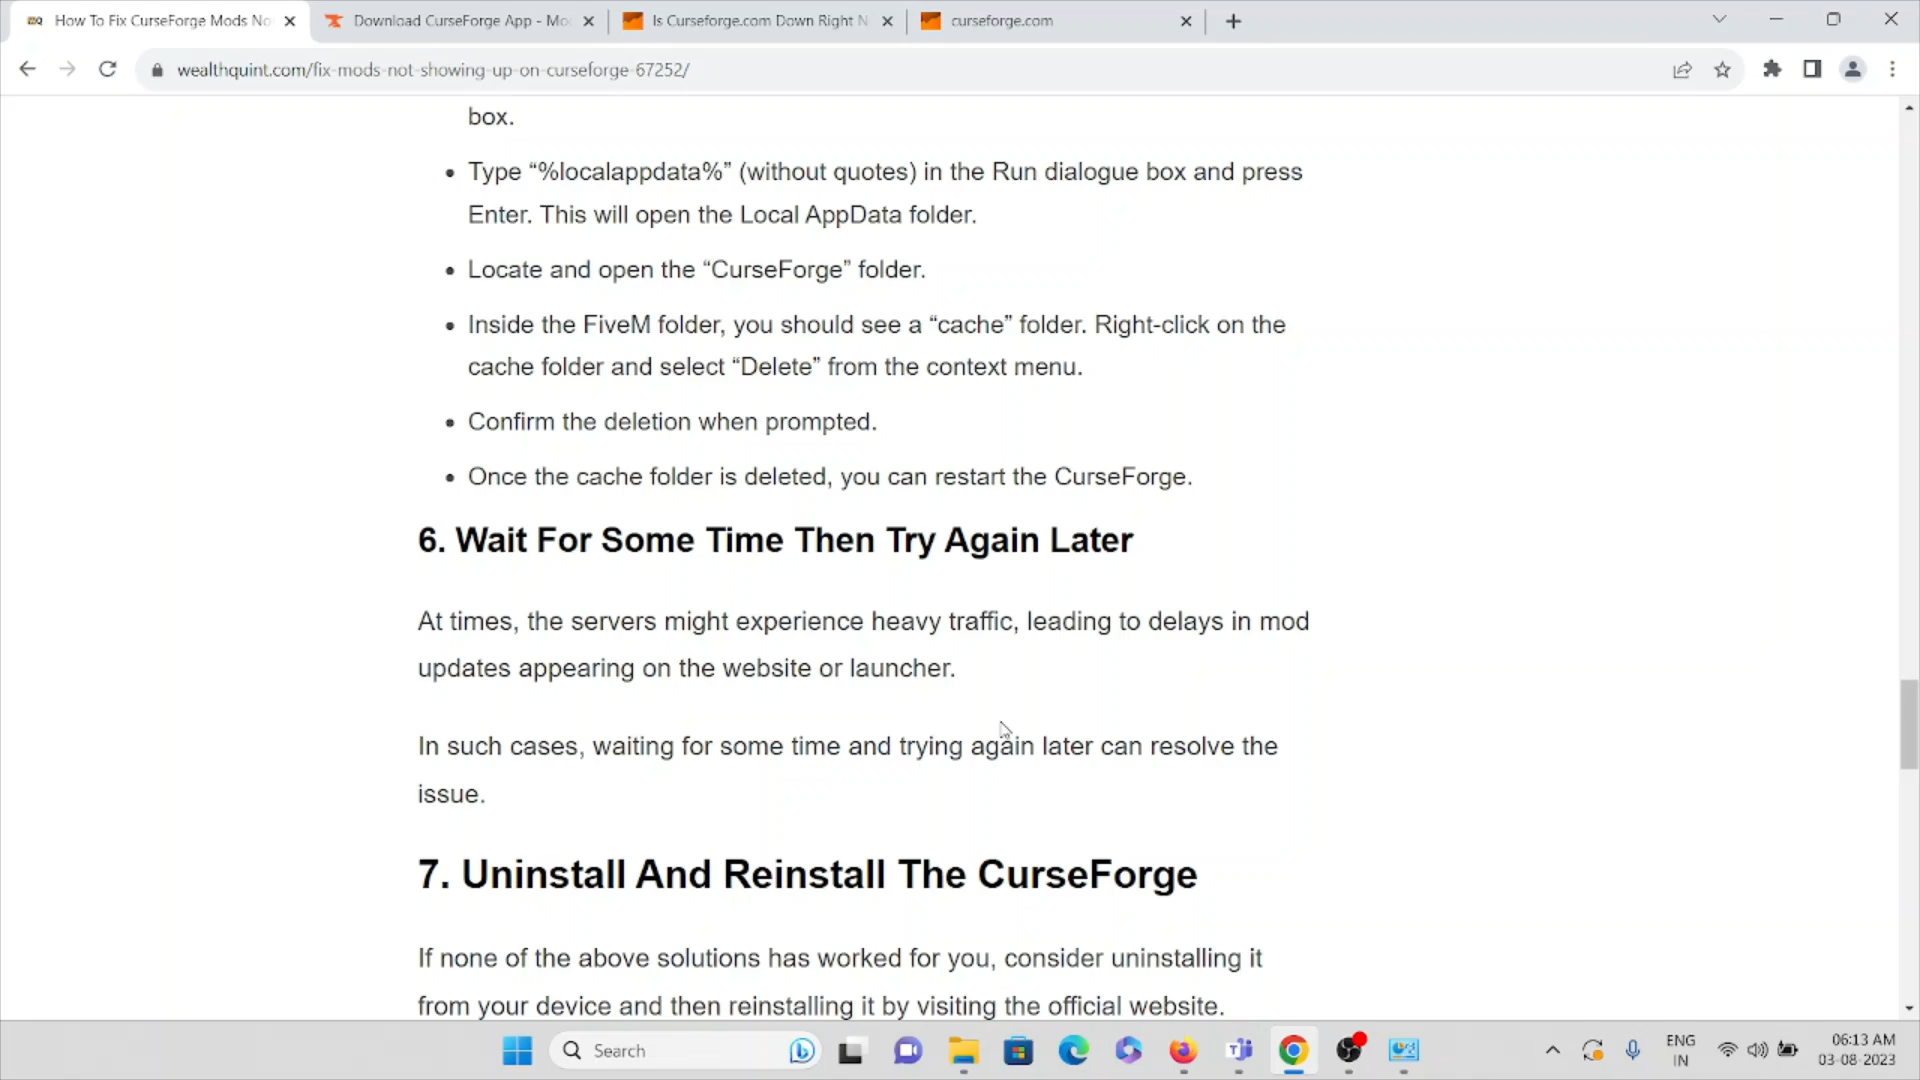 How To Fix CurseForge Mods No
Download CurseForge App - Mo
Is Curseforge.com Down Right N
curseforge.com
wealthquint.com/fix-mods-not-showing-up-on-curseforge-67252/
box.
• Type “%localappdata%” (without quotes) in the Run dialogue box and press
Enter. This will open the Local AppData folder.
• Locate and open the “CurseForge” folder.
• Inside the FiveM folder, you should see a “cache” folder. Right-click on the
cache folder and select “Delete” from the context menu.
• Confirm the deletion when prompted.
• Once the cache folder is deleted, you can restart the CurseForge.
6. Wait For Some Time Then Try Again Later
At times, the servers might experience heavy traffic, leading to delays in mod
updates appearing on the website or launcher.
In such cases, waiting for some time and trying again later can resolve the
issue.
7. Uninstall And Reinstall The CurseForge
If none of the above solutions has worked for you, consider uninstalling it
from your device and then reinstalling it by visiting the official website.
Search
ENG
IN
06:13 AM
03-08-2023